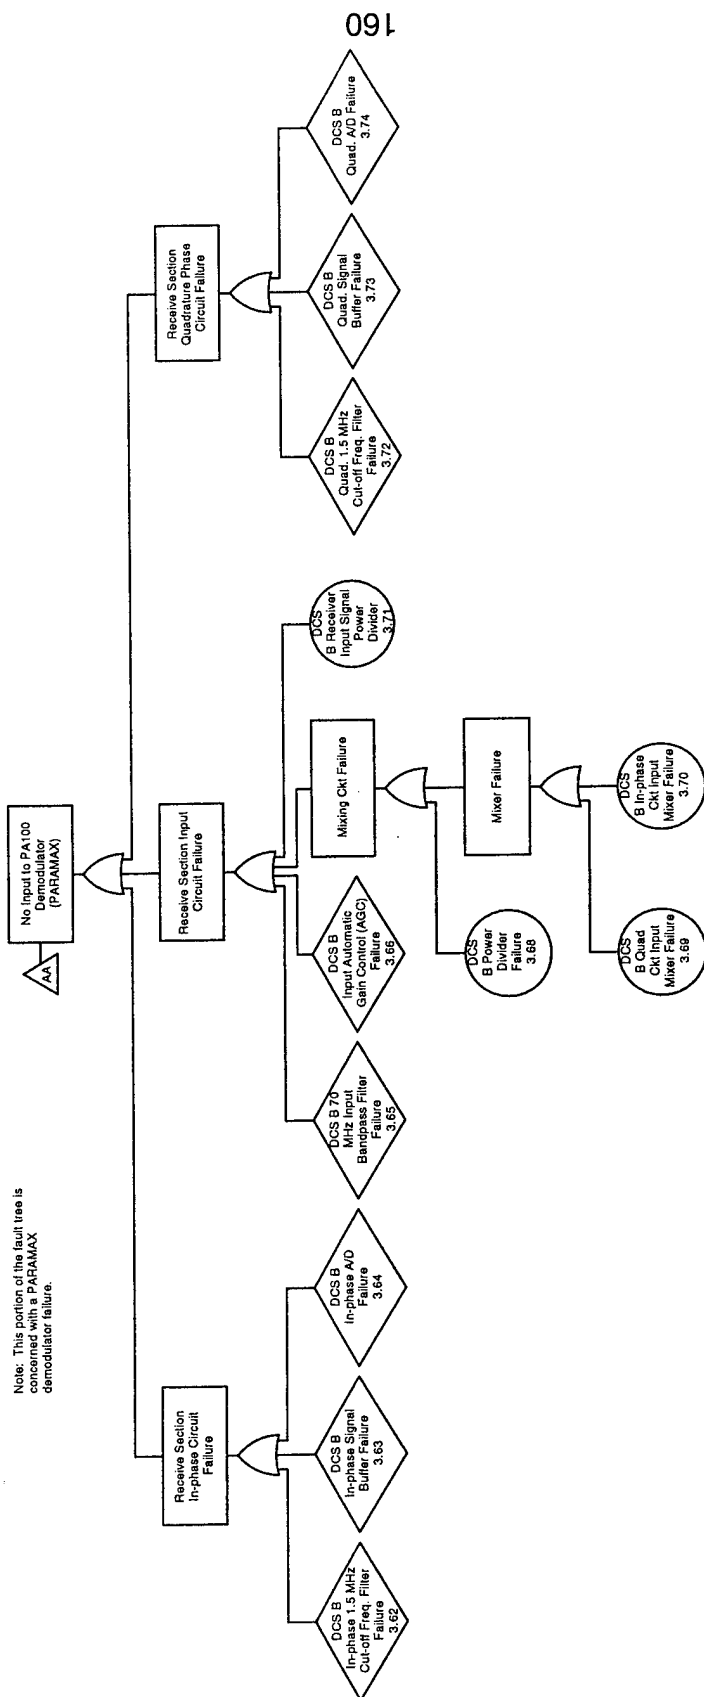 Note: This portion of the fault tree is
concerned with a PARAMAX
demodulator failure.
AA
No Input to PA100
Demodulator
(PARAMAX)
Receive Section
In-phase Circuit
Failure
Receive Section Input
Circuit Failure
Receive Section
Quadrature Phase
Circuit Failure
DCS B
In-phase 1.5 MHz
Cut-off Freq. Filter
Failure
3.62
DCS B
In-phase Signal
Buffer Failure
3.63
DCS B
In-phase A/D
Failure
3.64
DCS B 70
MHz Input
Bandpass Filter
Failure
3.65
DCS B
Input Automatic
Gain Control (AGC)
Failure
3.66
Mixing Ckt Failure
DCS
B Receiver
Input Signal
Power
Divider
3.71
DCS B
Quad. 1.5 MHz
Cut-off Freq. Filter
Failure
3.72
DCS B
Quad. Signal
Buffer Failure
3.73
DCS B
Quad. A/D Failure
3.74
DCS
B Power
Divider
Failure
3.68
Mixer Failure
DCS
B Quad
Ckt Input
Mixer Failure
3.69
DCS
B In-phase
Ckt Input
Mixer Failure
3.70
160